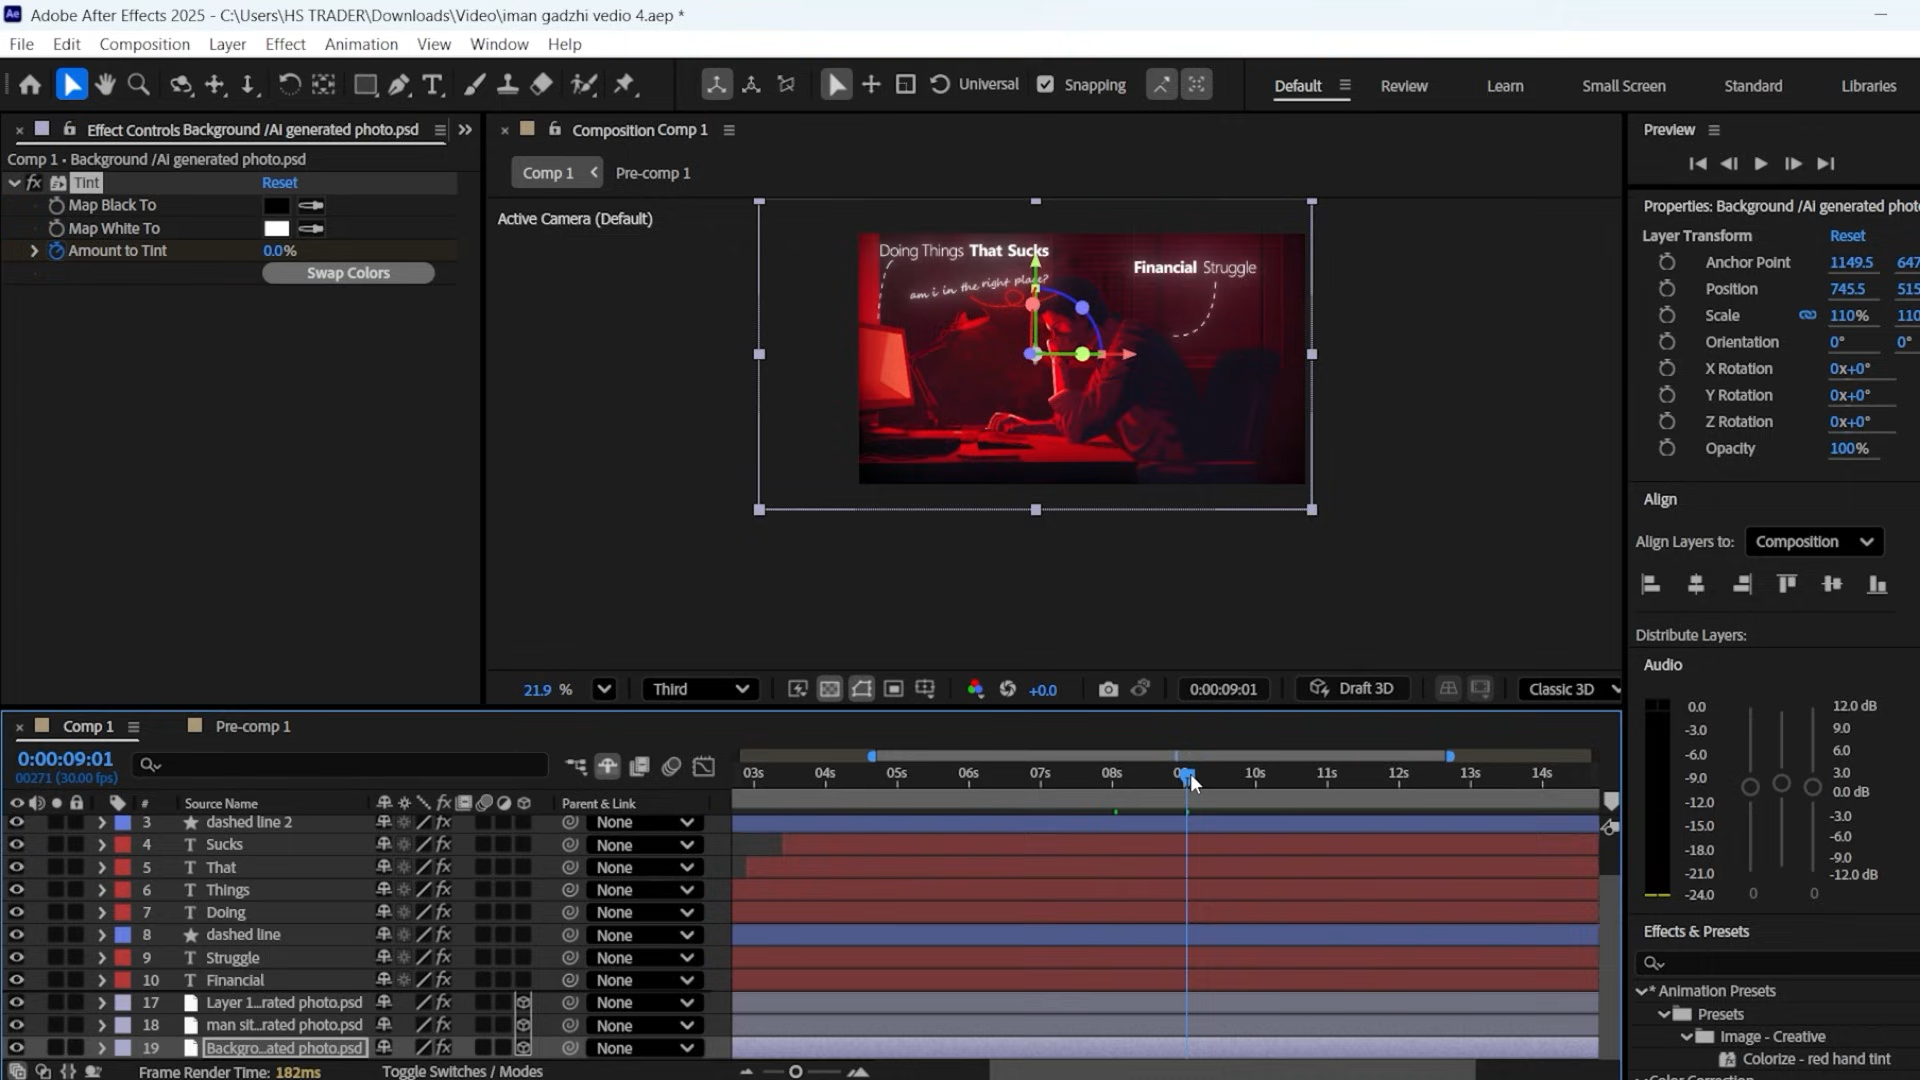 Adobe After Effects 2025 - C:\Users\HS TRADER\Downloads\Video\iman gadzhi vedio 4.aep *
File Edit Composition Layer Effect Animation View Window Help
Universal Snapping Default Review Learn Small Screen Standard Libraries
Effect Controls Background /Ai generated photo.psd
Comp 1 • Background /Ai generated photo.psd
fx Tint Reset
Map Black To
Map White To
Amount to Tint 0.0%
Swap Colors
Composition Comp 1
Comp 1 Pre-comp 1
Active Camera (Default)
Doing Things That Sucks
am i in the right place?
Financial Struggle
21.9 % Third +0.0 0:00:09:01 Draft 3D Classic 3D
Preview
Properties: Background /Ai generated photo
Layer Transform Reset
Anchor Point 1149.5 647
Position 745.5 515
Scale 110% 110
Orientation 0° 0°
X Rotation 0x+0°
Y Rotation 0x+0°
Z Rotation 0x+0°
Opacity 100%
Align
Align Layers to: Composition
Distribute Layers:
Audio
0.0 12.0 dB
-3.0 9.0
-6.0 6.0
-9.0 3.0
-12.0 0.0 dB
-15.0 -3.0
-18.0 -6.0
-21.0 -9.0
-24.0 0 0 -12.0 dB
Effects & Presets
* Animation Presets
Presets
Image - Creative
Colorize - red hand tint
Comp 1 Pre-comp 1
0:00:09:01
00271 (30.00 fps)
03s 04s 05s 06s 07s 08s 10s 11s 12s 13s 14s
# Source Name fx Parent & Link
3 dashed line 2 fx None
4 T Sucks fx None
5 T That fx None
6 T Things fx None
7 T Doing fx None
8 dashed line fx None
9 T Struggle fx None
10 T Financial fx None
17 Layer 1...rated photo.psd fx None
18 man sit...rated photo.psd fx None
19 Backgro...ated photo.psd fx None
Frame Render Time: 182ms Toggle Switches / Modes